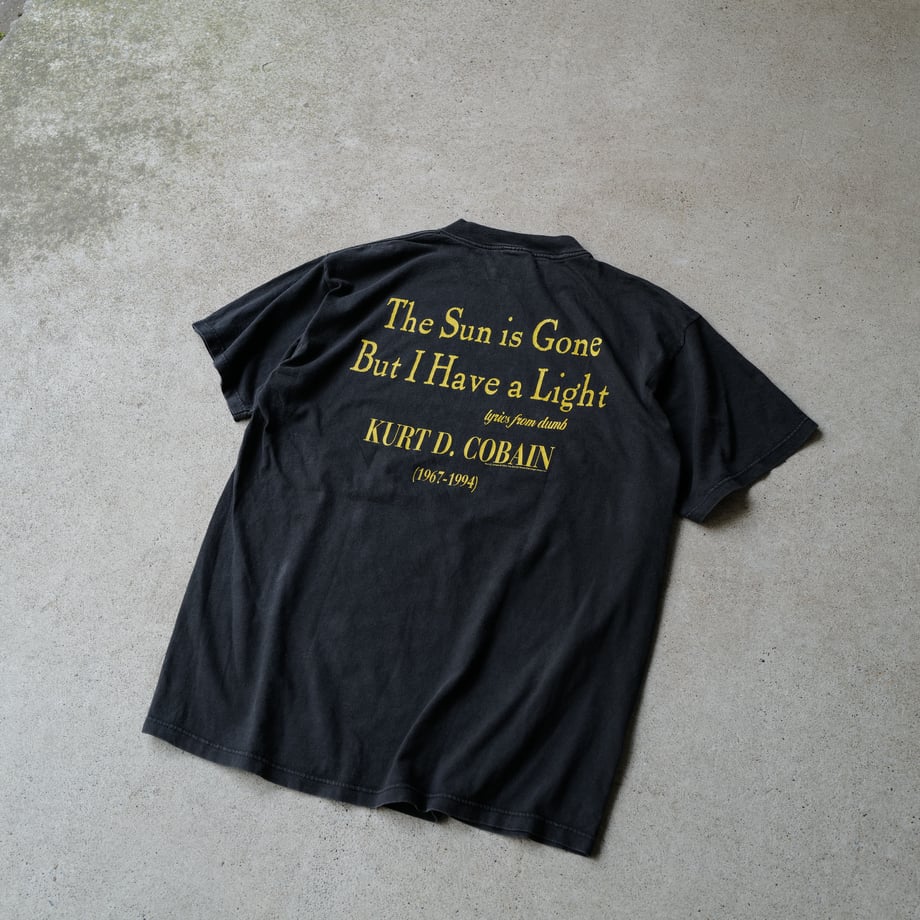 The Sun is Gone
But I Have a Light
lyrics from dumb
KURT D. COBAIN
(1967-1994)